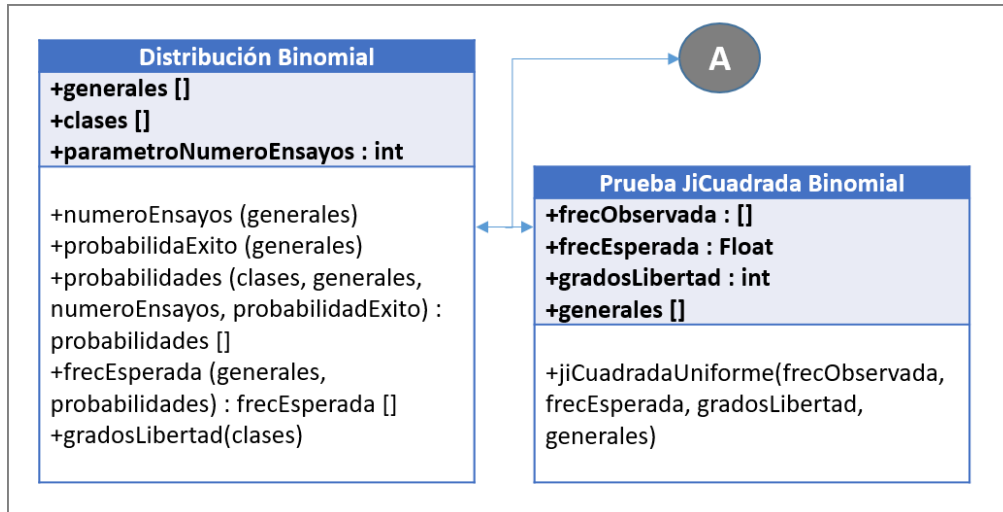 Distribución Binomial
+generales []
+clases []
+parametroNumeroEnsayos : int
+numeroEnsayos (generales)
+probabilidaExito (generales)
+probabilidades (clases, generales,
numeroEnsayos, probabilidadExito) :
probabilidades []
+frecEsperada (generales,
probabilidades) : frecEsperada []
+gradosLibertad(clases)
A
Prueba JiCuadrada Binomial
+frecObservada : []
+frecEsperada : Float
+gradosLibertad : int
+generales []
+jiCuadradaUniforme(frecObservada,
frecEsperada, gradosLibertad,
generales)